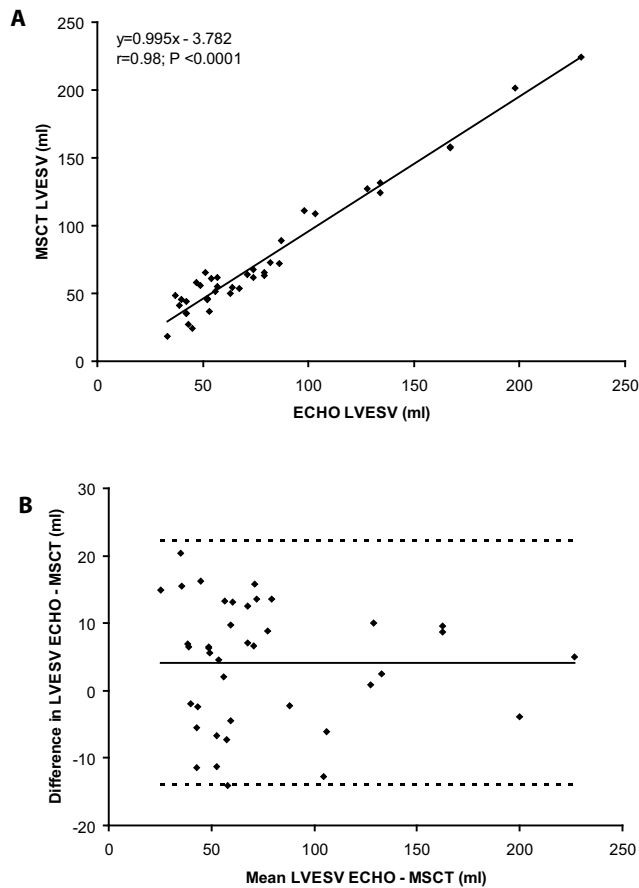 A
y=0.995x - 3.782
r=0.98; P <0.0001
250
200
150
100
50
0
MSCT LVESV (ml)
0 50 100 150 200 250
ECHO LVESV (ml)
B
30
20
10
0
-10
-20
Difference in LVESV ECHO - MSCT (ml)
0 50 100 150 200 250
Mean LVESV ECHO - MSCT (ml)